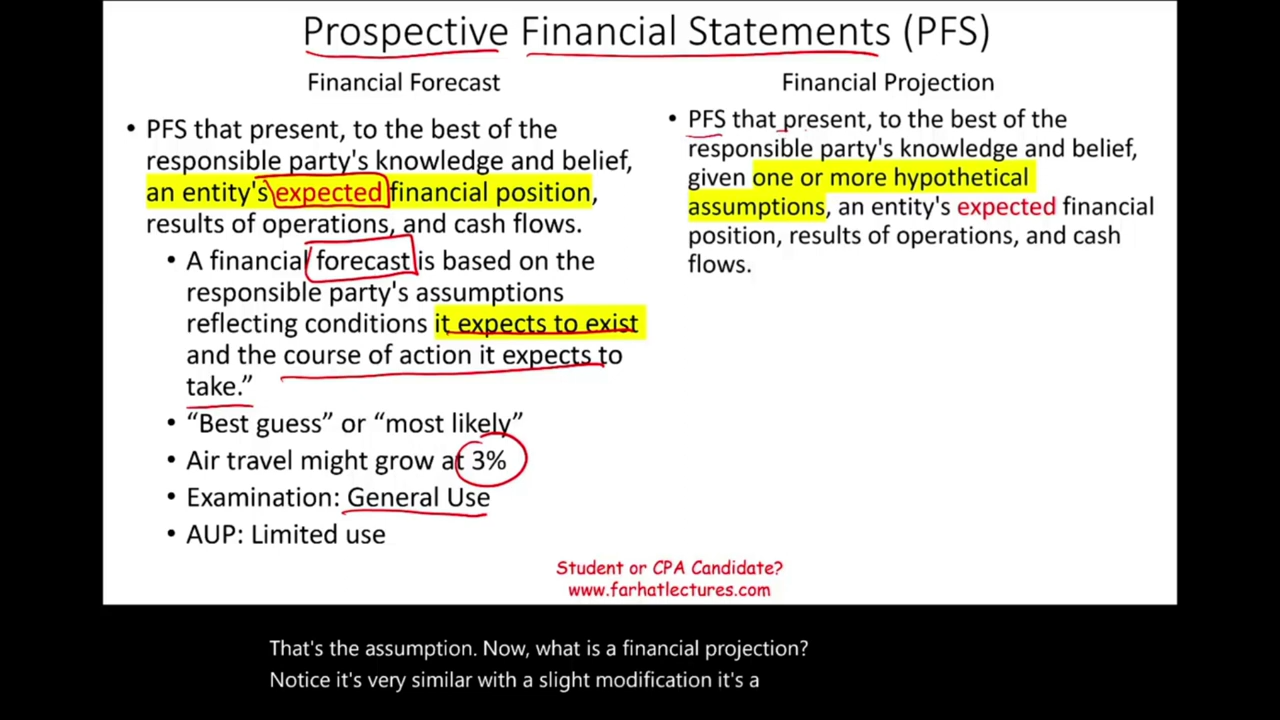 Prospective Financial Statements (PFS)
Financial Forecast
• PFS that present, to the best of the
responsible party's knowledge and belief,
an entity's expected financial position,
results of operations, and cash flows.
• A financial forecast is based on the
responsible party's assumptions
reflecting conditions it expects to exist
and the course of action it expects to
take.”
• “Best guess” or “most likely”
• Air travel might grow at 3%
• Examination: General Use
• AUP: Limited use
Financial Projection
• PFS that present, to the best of the
responsible party's knowledge and belief,
given one or more hypothetical
assumptions, an entity's expected financial
position, results of operations, and cash
flows.
Student or CPA Candidate?
www.farhatlectures.com
That's the assumption. Now, what is a financial projection?
Notice it's very similar with a slight modification it's a